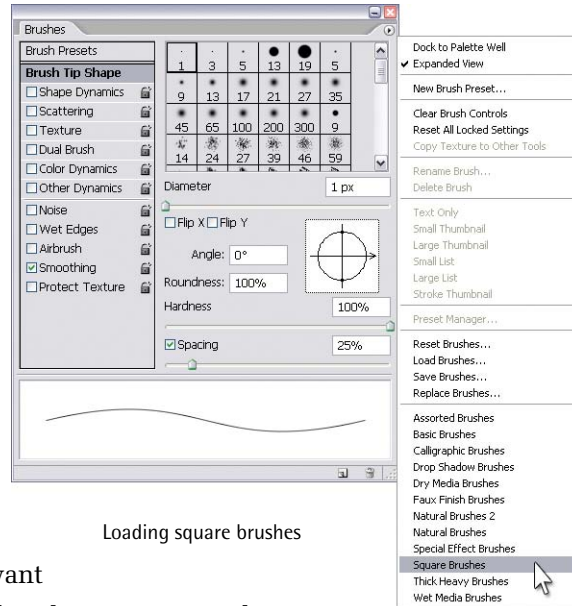 Brushes
Brush Presets
Brush Tip Shape
Shape Dynamics
Scattering
Texture
Dual Brush
Color Dynamics
Other Dynamics
Noise
Wet Edges
Airbrush
Smoothing
Protect Texture
1 3 5 13 19 5
9 13 17 21 27 35
45 65 100 200 300 9
14 24 27 39 46 59
Diameter 1 px
Flip X Flip Y
Angle: 0°
Roundness: 100%
Hardness 100%
Spacing 25%
Dock to Palette Well
Expanded View
New Brush Preset...
Clear Brush Controls
Reset All Locked Settings
Copy Texture to Other Tools
Rename Brush...
Delete Brush
Text Only
Small Thumbnail
Large Thumbnail
Small List
Large List
Stroke Thumbnail
Preset Manager...
Reset Brushes...
Load Brushes...
Save Brushes...
Replace Brushes...
Assorted Brushes
Basic Brushes
Calligraphic Brushes
Drop Shadow Brushes
Dry Media Brushes
Faux Finish Brushes
Natural Brushes 2
Natural Brushes
Special Effect Brushes
Square Brushes
Thick Heavy Brushes
Wet Media Brushes
Loading square brushes